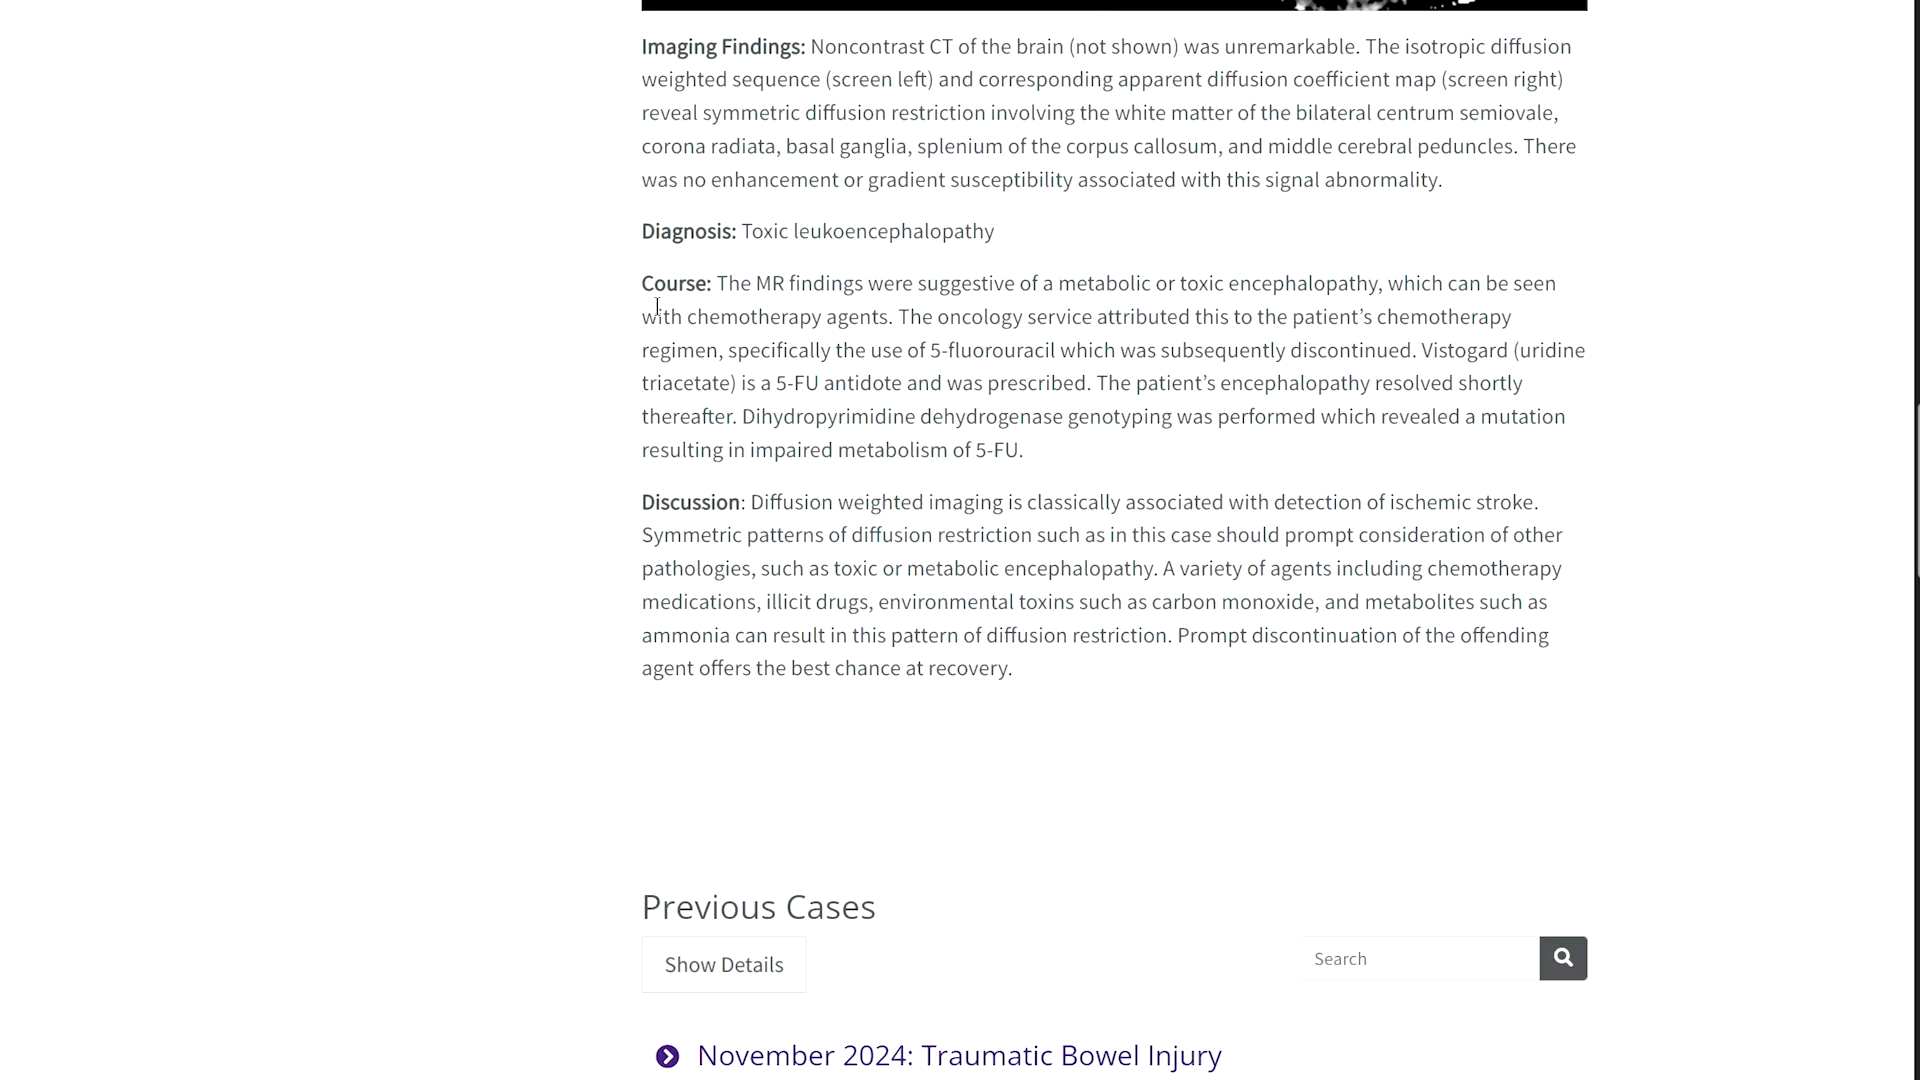 Imaging Findings: Noncontrast CT of the brain (not shown) was unremarkable. The isotropic diffusion
weighted sequence (screen left) and corresponding apparent diffusion coefficient map (screen right)
reveal symmetric diffusion restriction involving the white matter of the bilateral centrum semiovale,
corona radiata, basal ganglia, splenium of the corpus callosum, and middle cerebral peduncles. There
was no enhancement or gradient susceptibility associated with this signal abnormality.
Diagnosis: Toxic leukoencephalopathy
Course: The MR findings were suggestive of a metabolic or toxic encephalopathy, which can be seen
with chemotherapy agents. The oncology service attributed this to the patient’s chemotherapy
regimen, specifically the use of 5-fluorouracil which was subsequently discontinued. Vistogard (uridine
triacetate) is a 5-FU antidote and was prescribed. The patient’s encephalopathy resolved shortly
thereafter. Dihydropyrimidine dehydrogenase genotyping was performed which revealed a mutation
resulting in impaired metabolism of 5-FU.
Discussion: Diffusion weighted imaging is classically associated with detection of ischemic stroke.
Symmetric patterns of diffusion restriction such as in this case should prompt consideration of other
pathologies, such as toxic or metabolic encephalopathy. A variety of agents including chemotherapy
medications, illicit drugs, environmental toxins such as carbon monoxide, and metabolites such as
ammonia can result in this pattern of diffusion restriction. Prompt discontinuation of the offending
agent offers the best chance at recovery.
Previous Cases
Show Details
Search
November 2024: Traumatic Bowel Injury